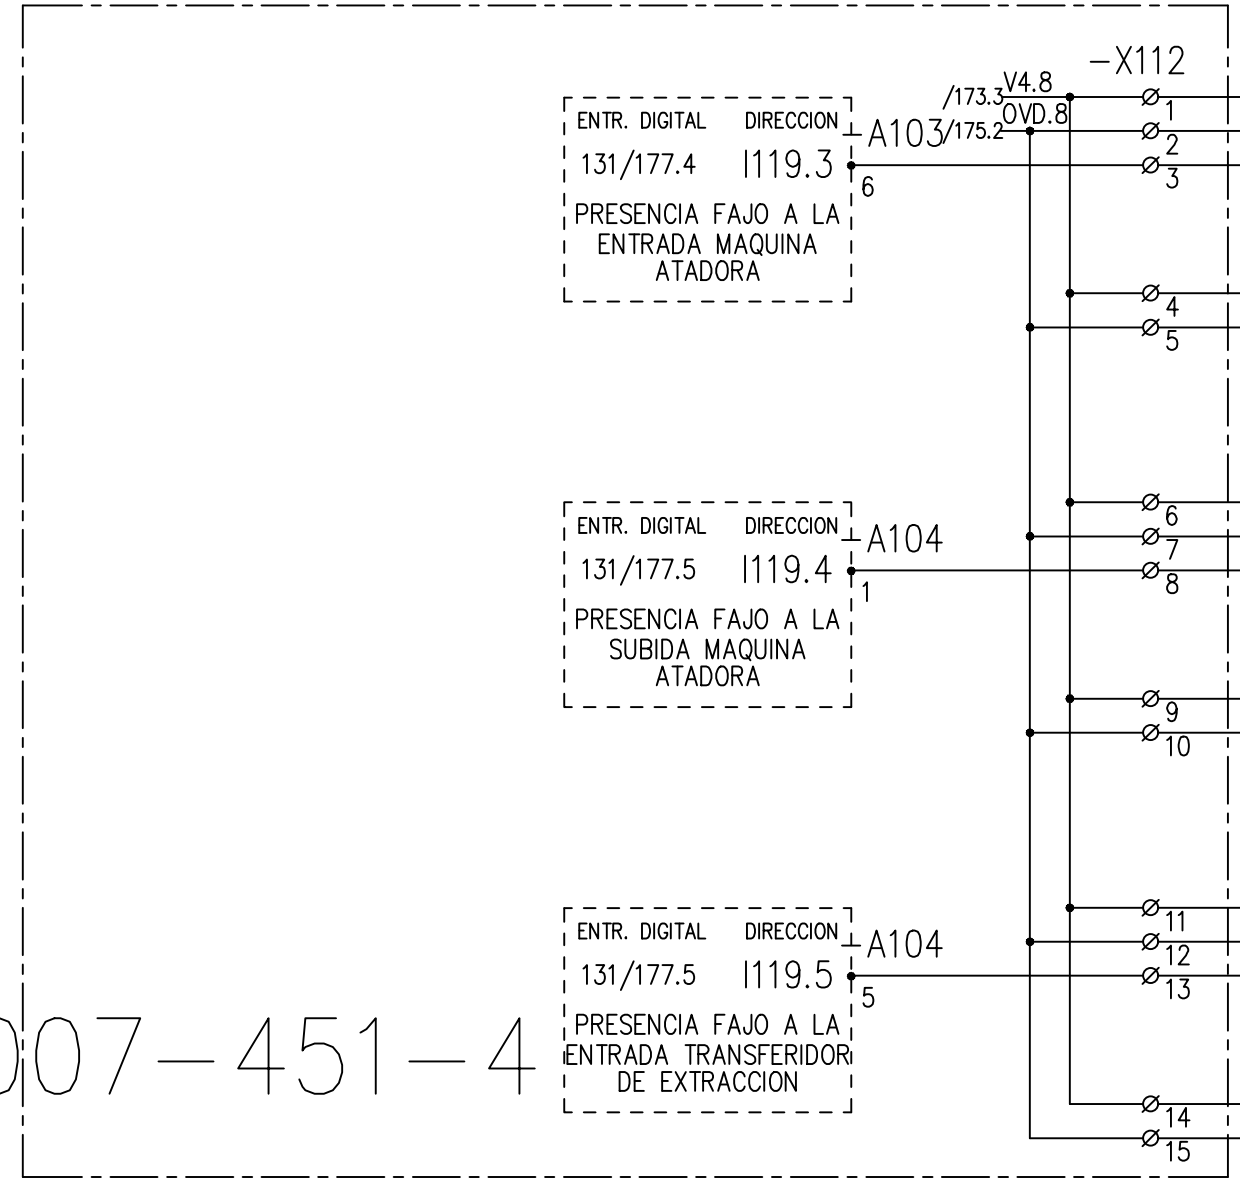 -X112
V4.8
/173.3
0VD.8
/175.2
1
2
3
ENTR. DIGITAL DIRECCION
A103
131/177.4 I119.3
6
PRESENCIA FAJO A LA
ENTRADA MAQUINA
ATADORA
4
5
6
7
8
ENTR. DIGITAL DIRECCION
A104
131/177.5 I119.4
1
PRESENCIA FAJO A LA
SUBIDA MAQUINA
ATADORA
9
10
11
12
13
ENTR. DIGITAL DIRECCION
A104
131/177.5 I119.5
5
PRESENCIA FAJO A LA
ENTRADA TRANSFERIDOR
DE EXTRACCION
007-451-4
14
15